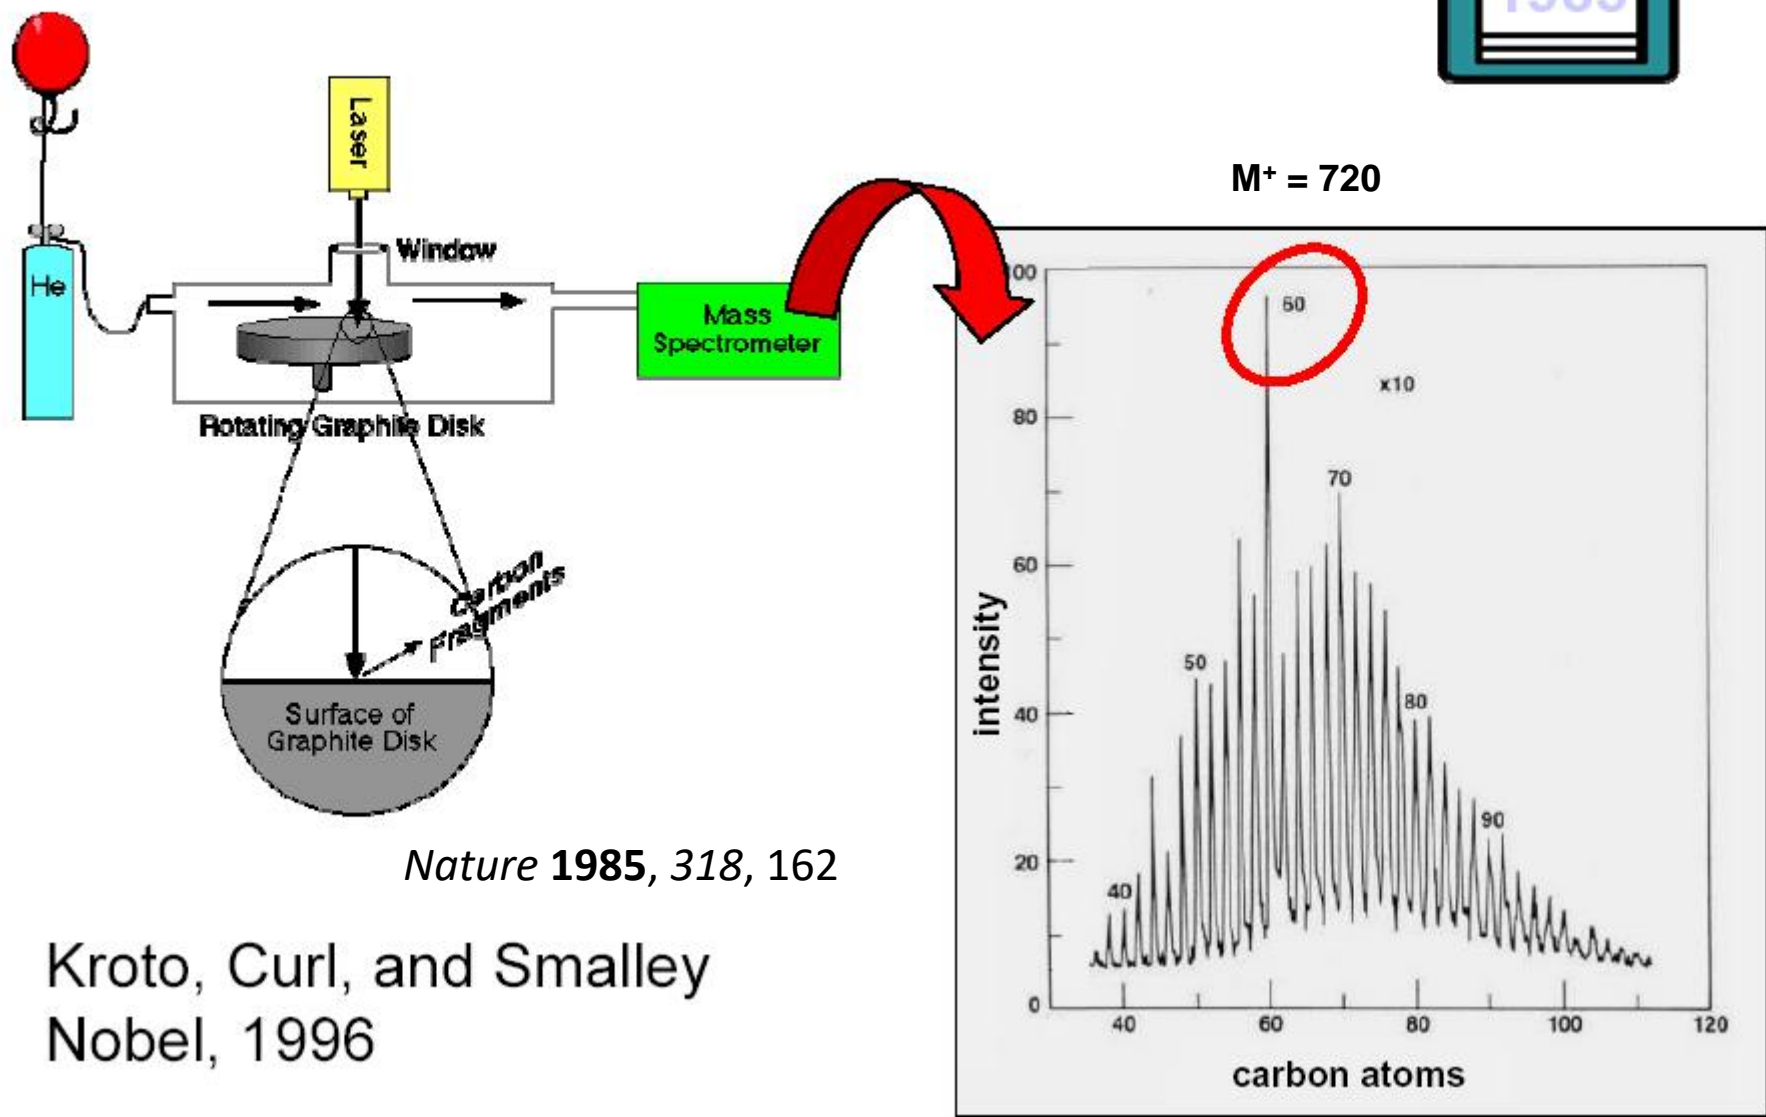 1985
Laser
Window
He
Mass
Spectrometer
Rotating Graphite Disk
Carbon
Fragments
Surface of
Graphite Disk
Nature 1985, 318, 162
Kroto, Curl, and Smalley
Nobel, 1996
M+ = 720
100
80
60
40
20
0
intensity
60
x10
70
50
80
90
40
40 60 80 100 120
carbon atoms